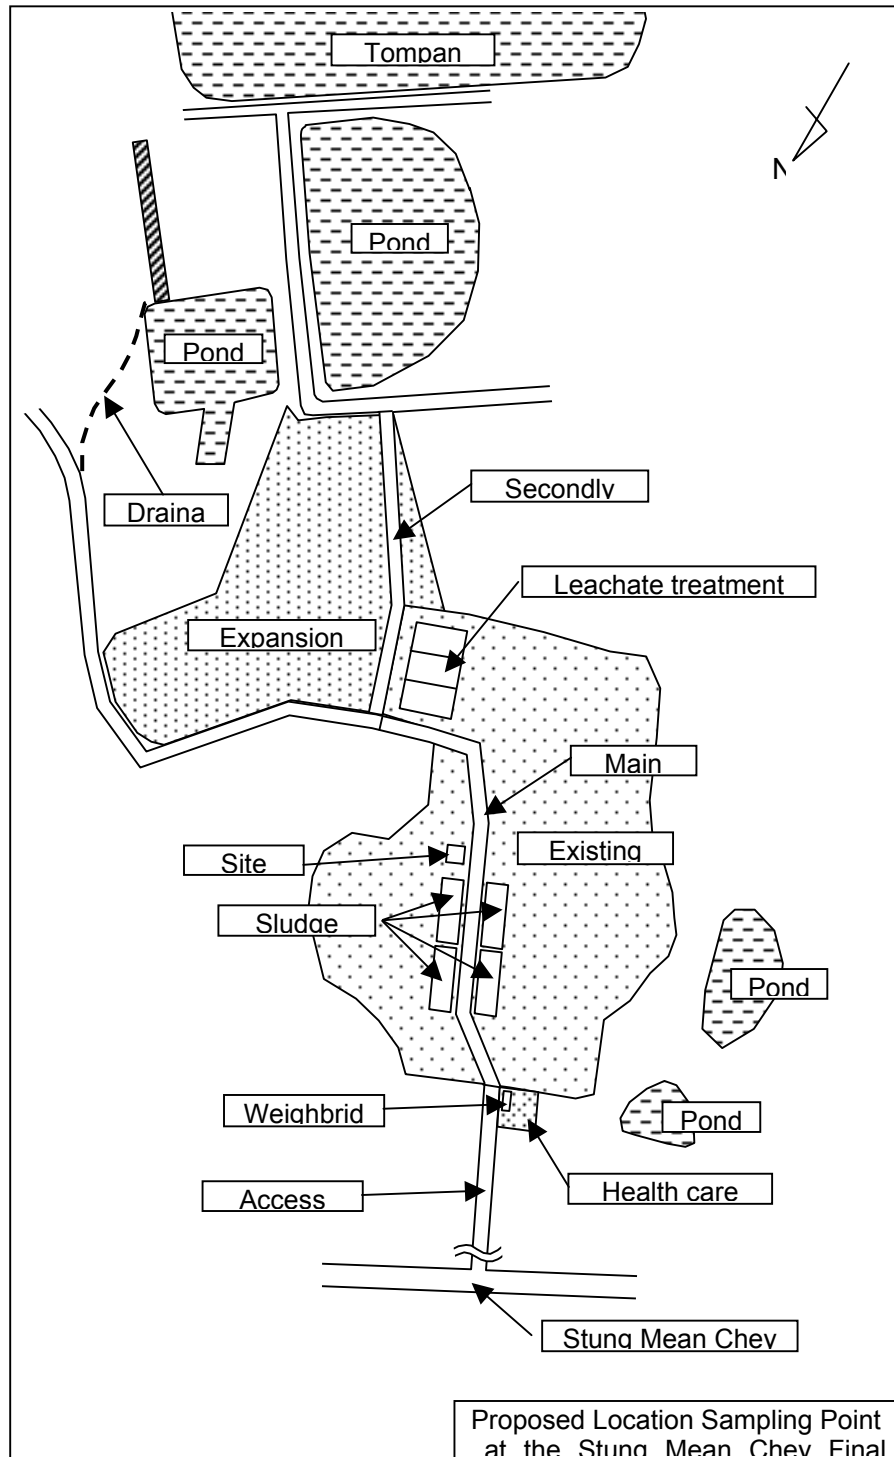 Tompan
N
Pond
Pond
Secondly
Draina
Leachate treatment
Expansion
Main
Existing
Site
Sludge
Pond
Weighbrid
Pond
Health care
Access
Stung Mean Chey
Proposed Location Sampling Point
at the Stung Mean Chey Final